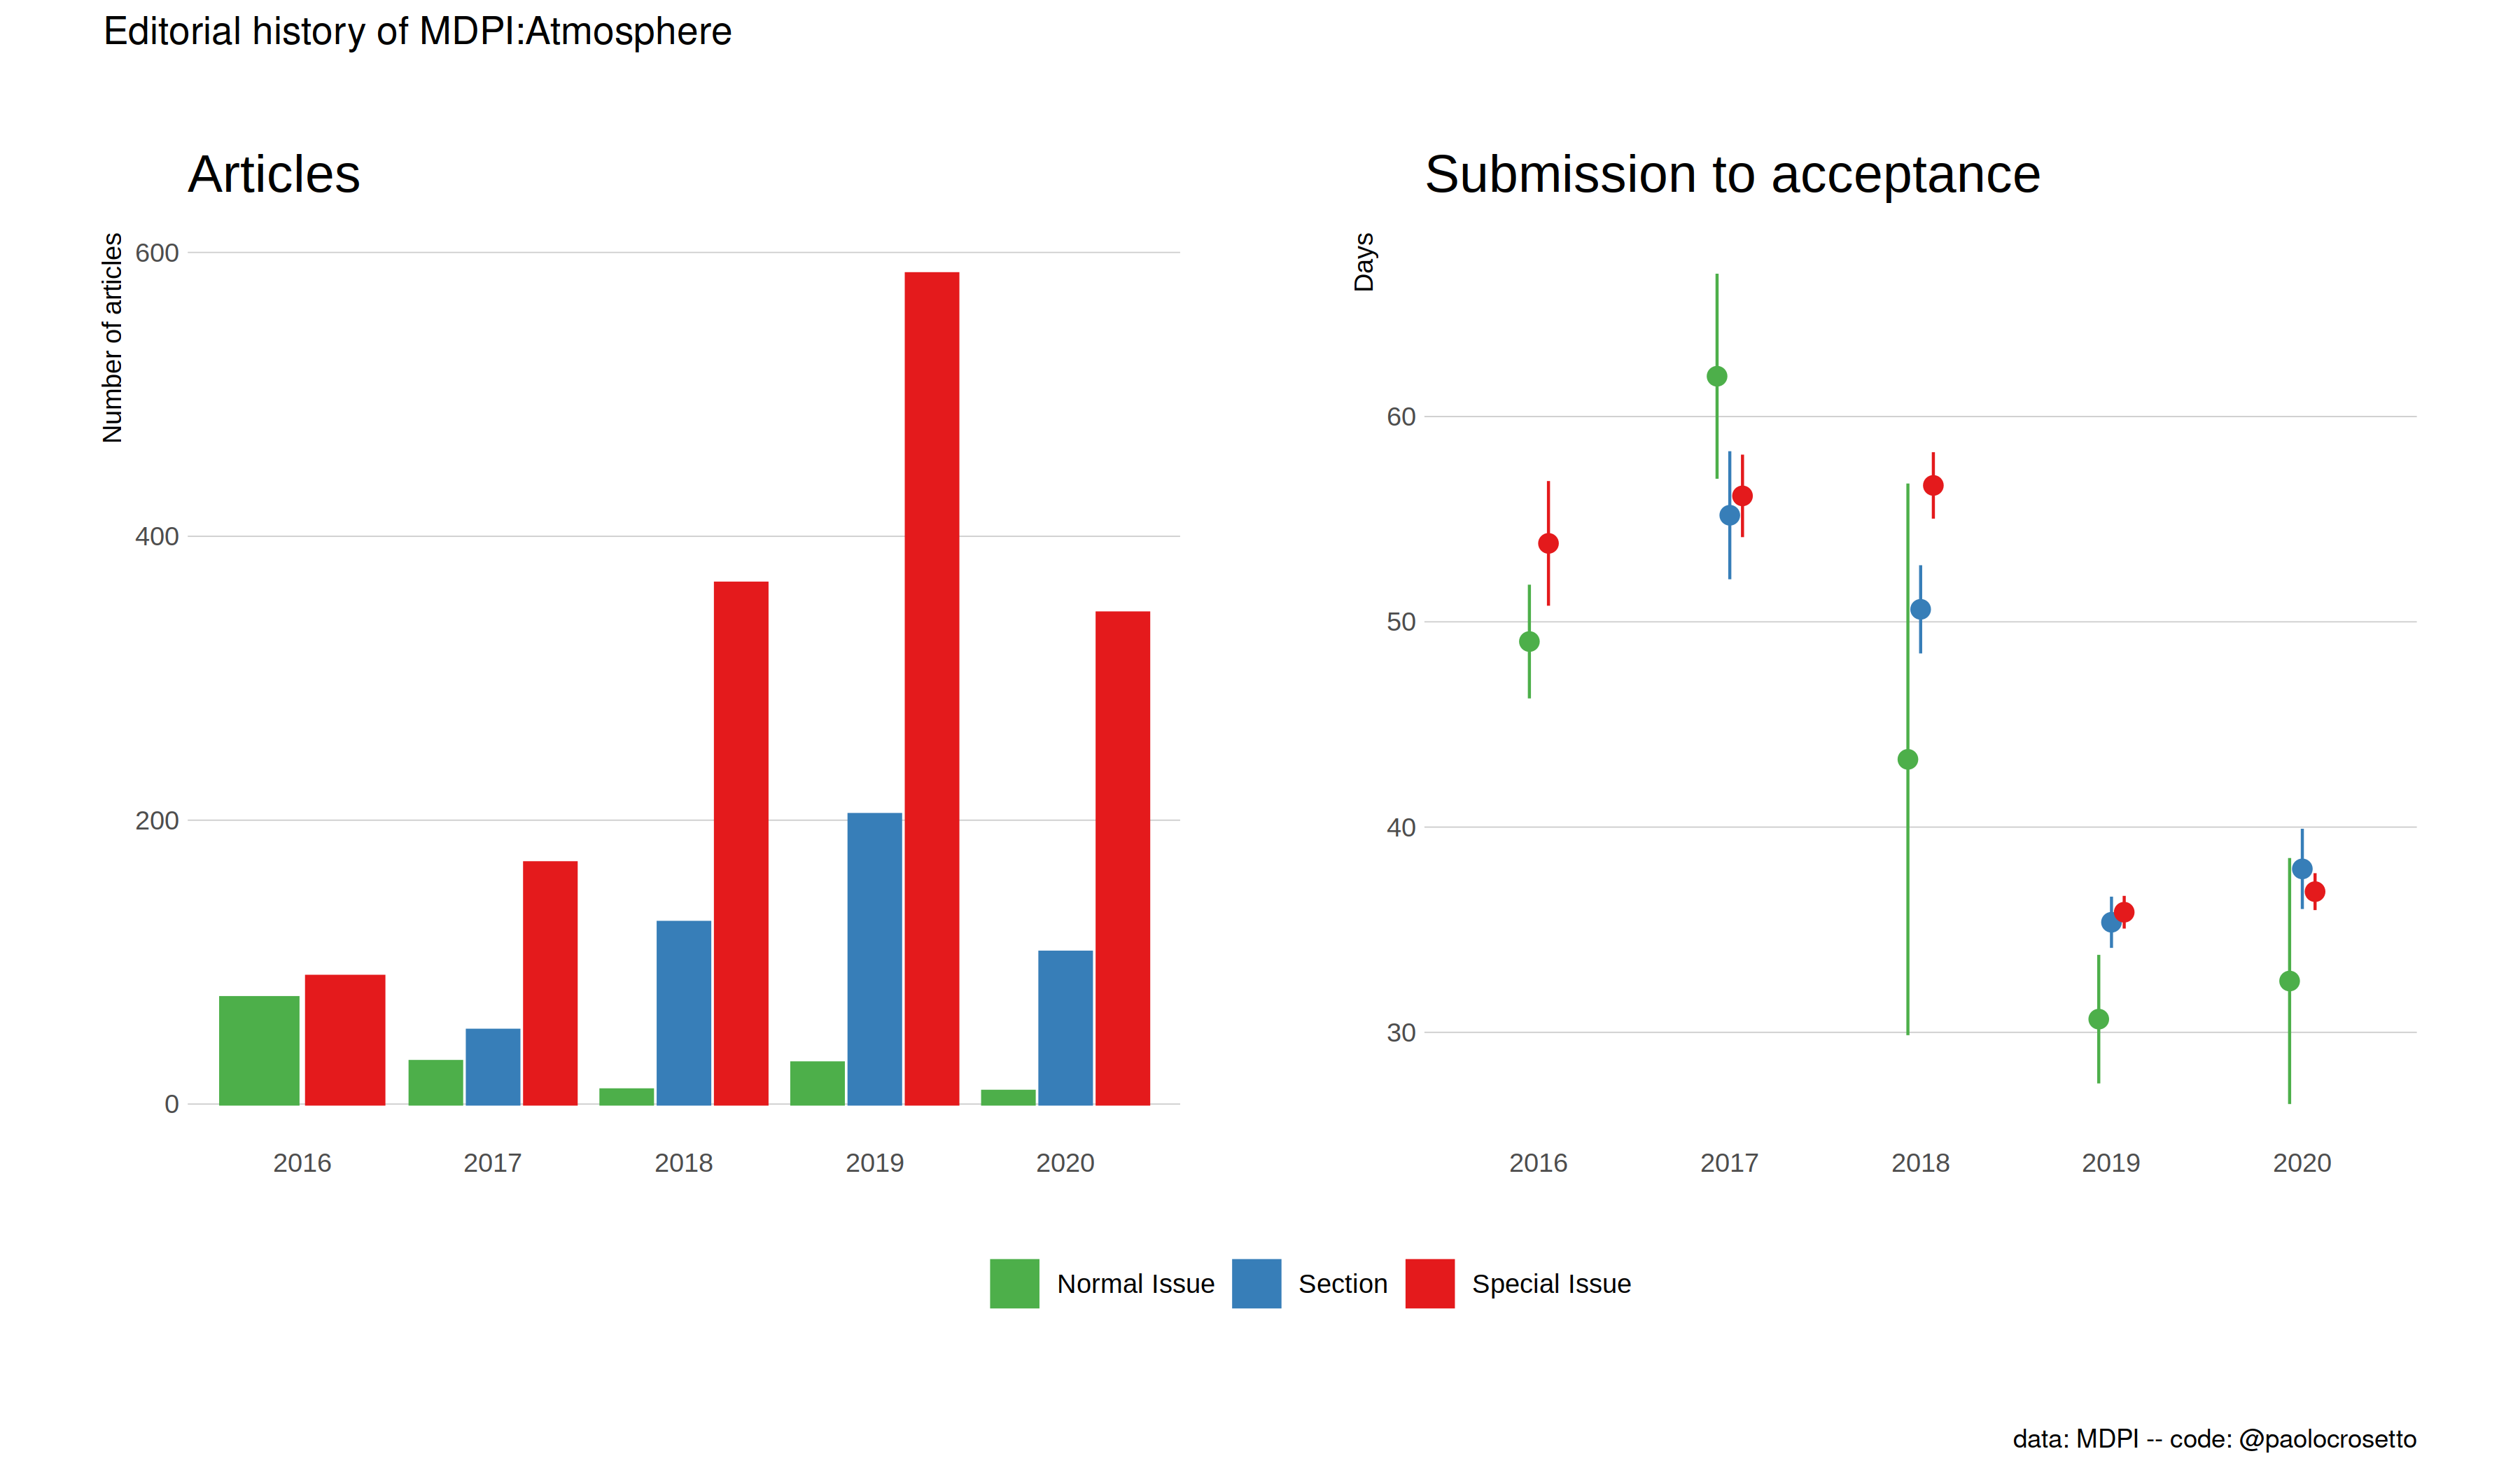 Editorial history of MDPI:Atmosphere
Articles
Number of articles
600
400
200
0
2016 2017 2018 2019 2020
Submission to acceptance
Days
60
50
40
30
2016 2017 2018 2019 2020
Normal Issue Section Special Issue
data: MDPI -- code: @paolocrosetto